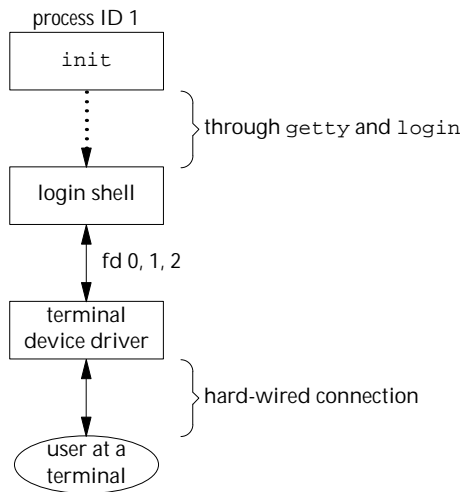 process ID 1
init
through getty and login
login shell
fd 0, 1, 2
terminal
device driver
hard-wired connection
user at a
terminal